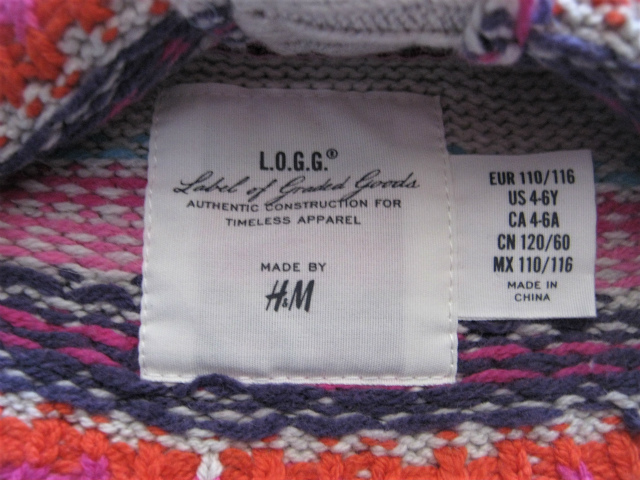 L.O.G.G.®
Label of Graded Goods
AUTHENTIC CONSTRUCTION FOR
TIMELESS APPAREL
MADE BY
H&M
EUR 110/116
US 4-6Y
CA 4-6A
CN 120/60
MX 110/116
MADE IN
CHINA